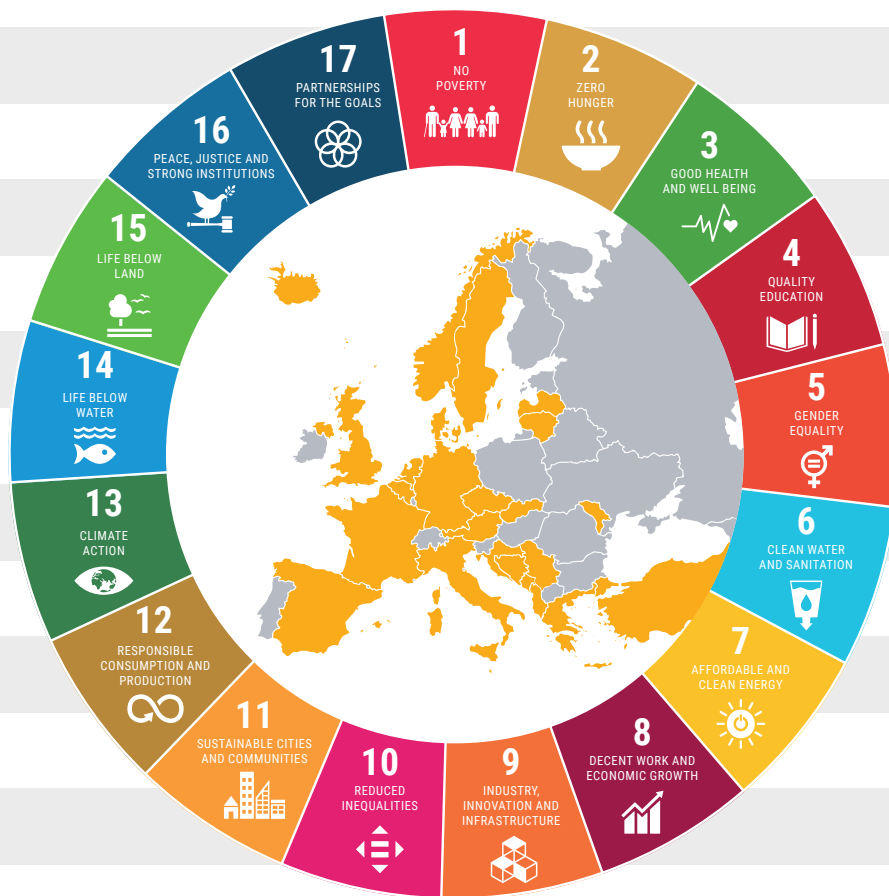 1
NO
POVERTY
2
ZERO
HUNGER
3
GOOD HEALTH
AND WELL BEING
4
QUALITY
EDUCATION
5
GENDER
EQUALITY
6
CLEAN WATER
AND SANITATION
7
AFFORDABLE AND
CLEAN ENERGY
8
DECENT WORK AND
ECONOMIC GROWTH
9
INDUSTRY,
INNOVATION AND
INFRASTRUCTURE
10
REDUCED
INEQUALITIES
11
SUSTAINABLE CITIES
AND COMMUNITIES
12
RESPONSIBLE
CONSUMPTION AND
PRODUCTION
13
CLIMATE
ACTION
14
LIFE BELOW
WATER
15
LIFE BELOW
LAND
16
PEACE, JUSTICE AND
STRONG INSTITUTIONS
17
PARTNERSHIPS
FOR THE GOALS